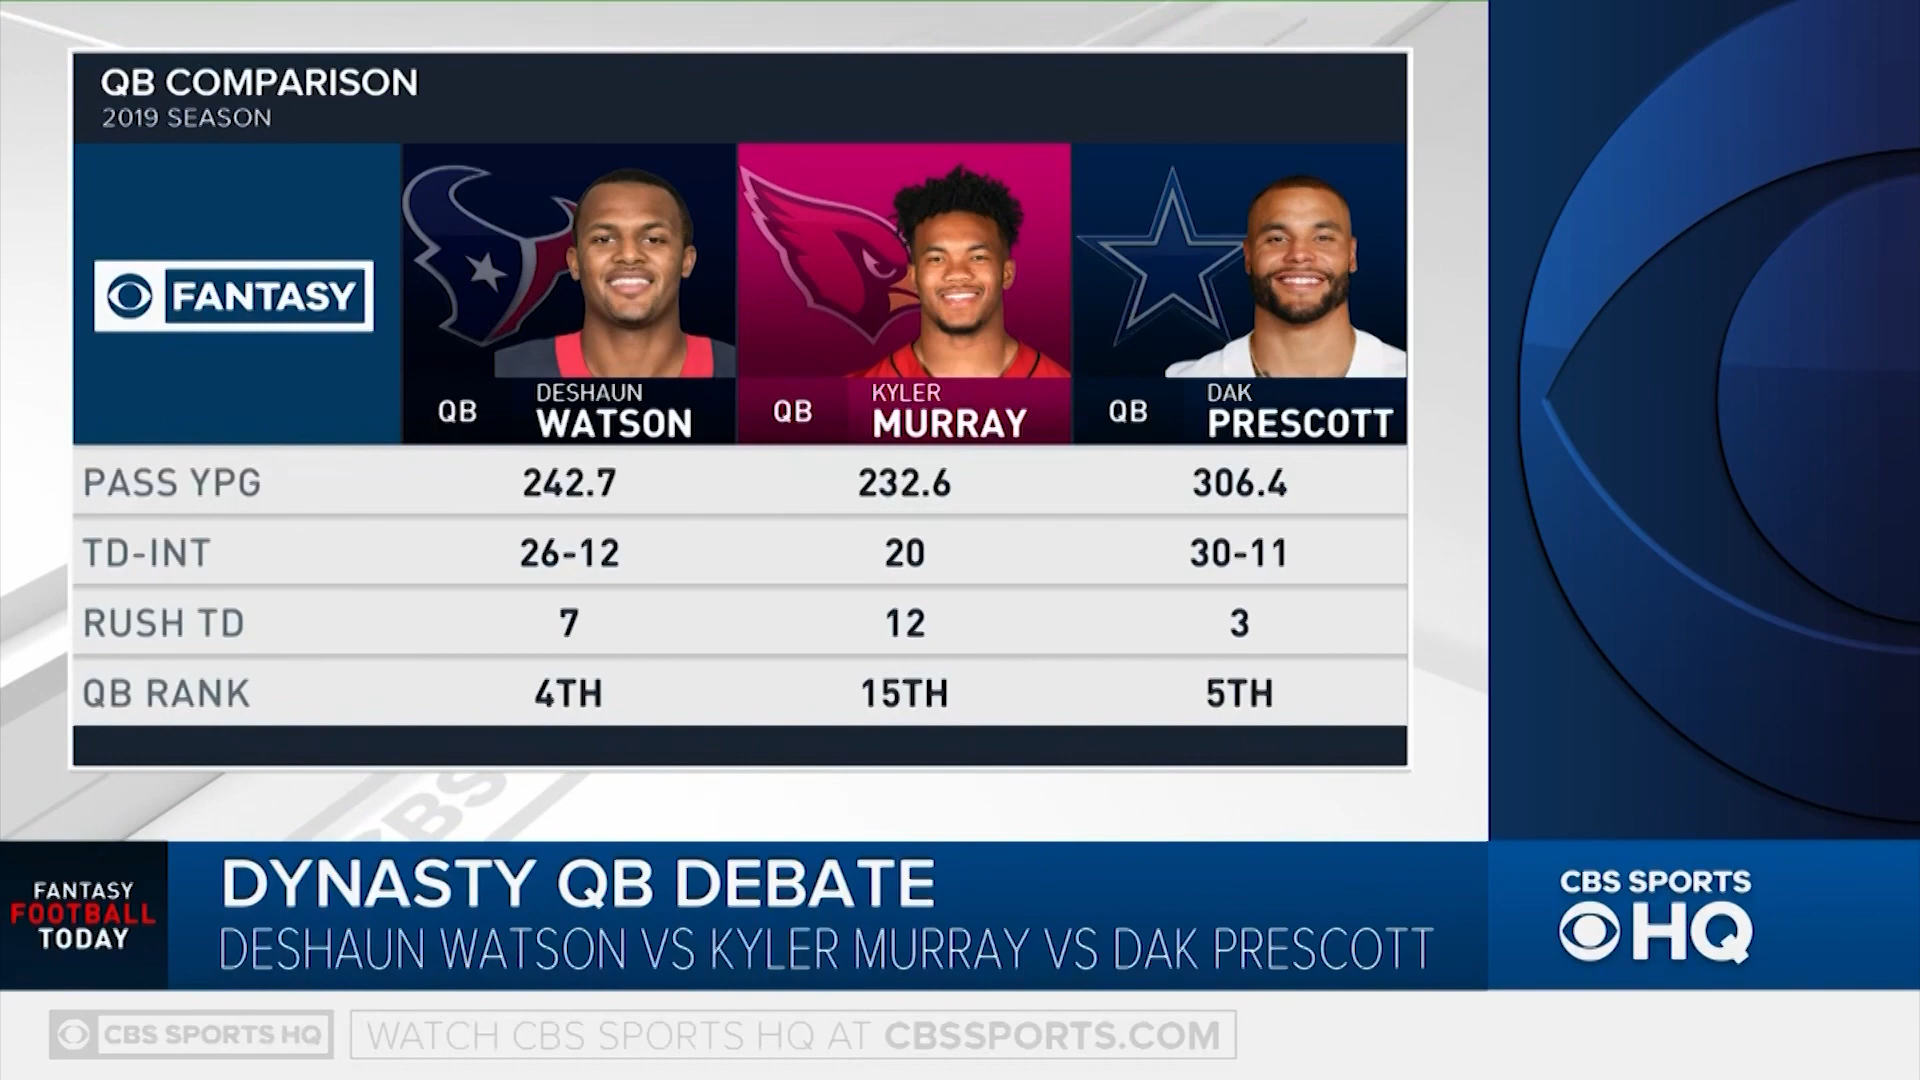 QB COMPARISON
2019 SEASON
FANTASY
QB DESHAUN WATSON
QB KYLER MURRAY
QB DAK PRESCOTT
PASS YPG 242.7 232.6 306.4
TD-INT 26-12 20 30-11
RUSH TD 7 12 3
QB RANK 4TH 15TH 5TH
CBS
FANTASY
FOOTBALL
TODAY
DYNASTY QB DEBATE
DESHAUN WATSON VS KYLER MURRAY VS DAK PRESCOTT
CBS SPORTS
HQ
CBS SPORTS HQ
WATCH CBS SPORTS HQ AT CBSSPORTS.COM